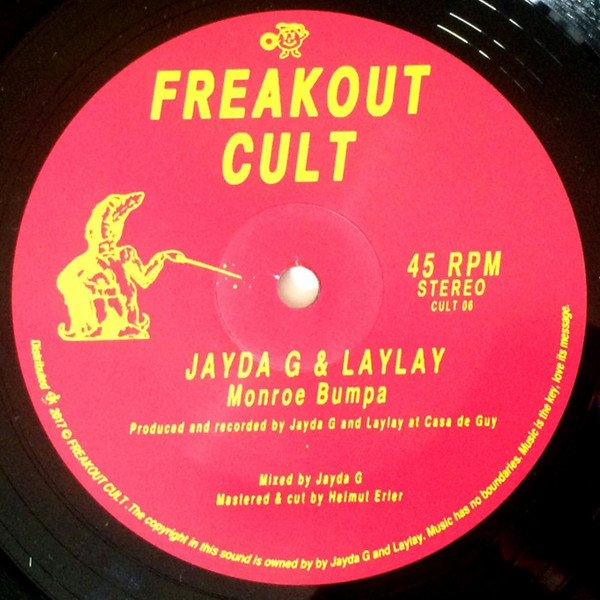 FREAKOUT
CULT
45 RPM
STEREO
CULT 06
JAYDA G & LAYLAY
Monroe Bumpa
Produced and recorded by Jayda G and Laylay at Casa de Guy
Mixed by Jayda G
Mastered & cut by Helmut Erler
Distributed 2017 © FREAKOUT CULT. The copyright in this sound is owned by by Jayda G and Laylay. Music has no boundaries. Music is the key, love its message.